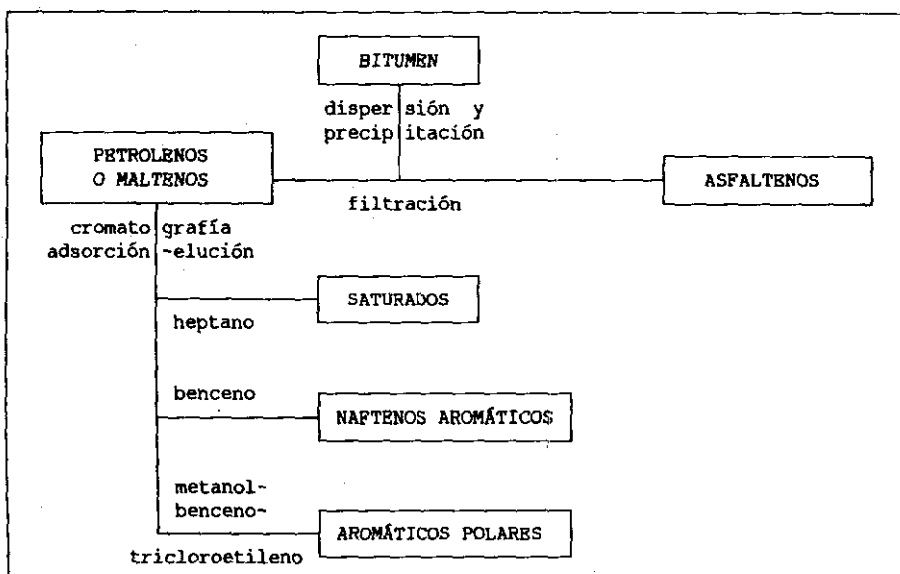 BITUMEN
disper sión y
precip itación
PETROLENOS
O MALTENOS
ASFALTENOS
filtración
cromato grafía
adsorción ~elución
SATURADOS
heptano
benceno
NAFTENOS AROMÁTICOS
metanol-
benceno-
AROMÁTICOS POLARES
tricloroetileno